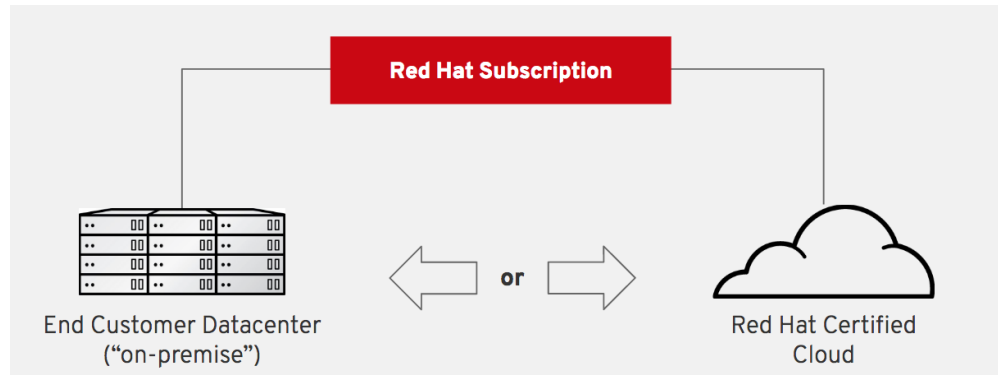 Red Hat Subscription
or
End Customer Datacenter
(“on-premise”)
Red Hat Certified
Cloud